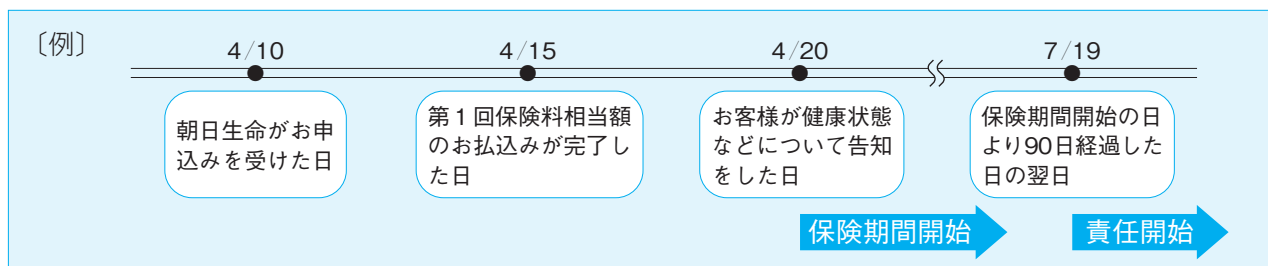 〔例〕
4/10
4/15
4/20
7/19
朝日生命がお申
込みを受けた日
第1回保険料相当額
のお払込みが完了し
た日
お客様が健康状態
などについて告知
をした日
保険期間開始の日
より90日経過した
日の翌日
保険期間開始
責任開始